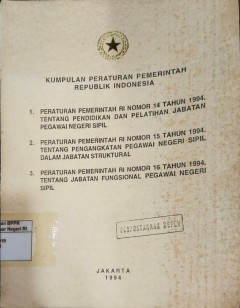 KUMPULAN PERATURAN PEMERINTAH
REPUBLIK INDONESIA
1. PERATURAN PEMERINTAH RI NOMOR 14 TAHUN 1994,
TENTANG PENDIDIKAN DAN PELATIHAN JABATAN
PEGAWAI NEGERI SIPIL
2. PERATURAN PEMERINTAH RI NOMOR 15 TAHUN 1994,
TENTANG PENGANGKATAN PEGAWAI NEGERI SIPIL
DALAM JABATAN STRUKTURAL
3. PERATURAN PEMERINTAH RI NOMOR 16 TAHUN 1994,
TENTANG JABATAN FUNGSIONAL PEGAWAI NEGERI
SIPIL
JAKARTA
1994